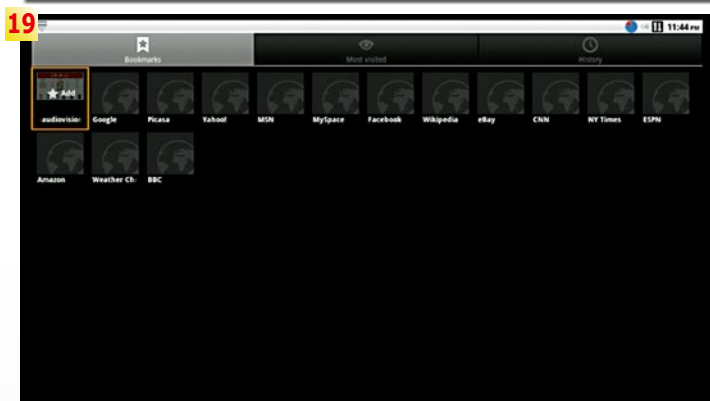 19
11:44 PM
Bookmarks
Most visited
History
Add
audiovision
Google
Picasa
Yahoo!
MSN
MySpace
Facebook
Wikipedia
eBay
CNN
NY Times
ESPN
Amazon
Weather Ch
BBC